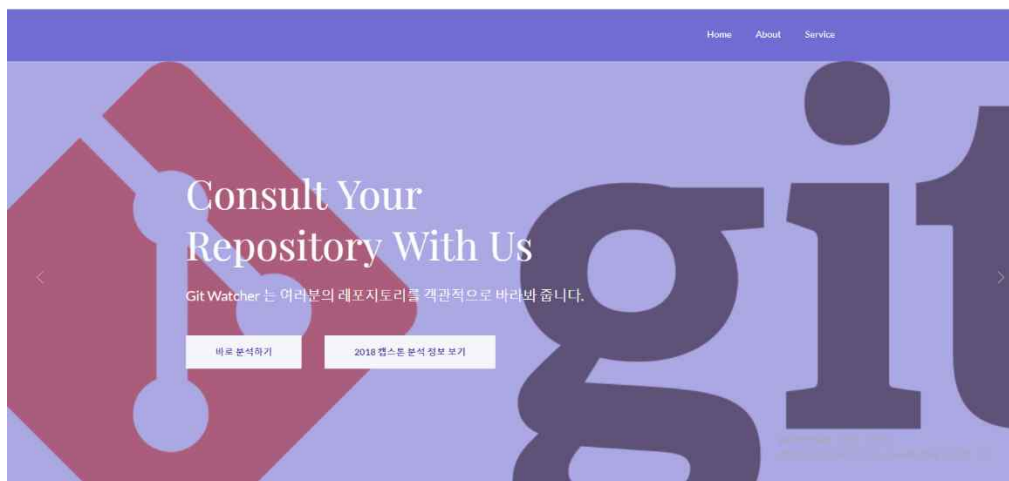 Home About Service
Consult Your
Repository With Us
Git Watcher 는 여러분의 레포지토리를 객관적으로 바라봐 줍니다.
바로 분석하기 2018 캡스톤 분석 정보 보기
git